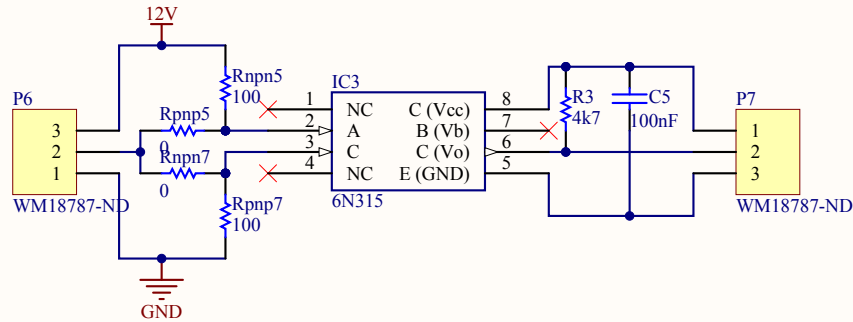 12V
P6
3
2
1
WM18787-ND
Rnpn5
100
Rpnp5
0
Rnpn7
0
Rpnp7
100
GND
IC3
1
2
3
4
NC
A
C
NC
C (Vcc)
B (Vb)
C (Vo)
E (GND)
8
7
6
5
6N315
R3
4k7
C5
100nF
P7
1
2
3
WM18787-ND